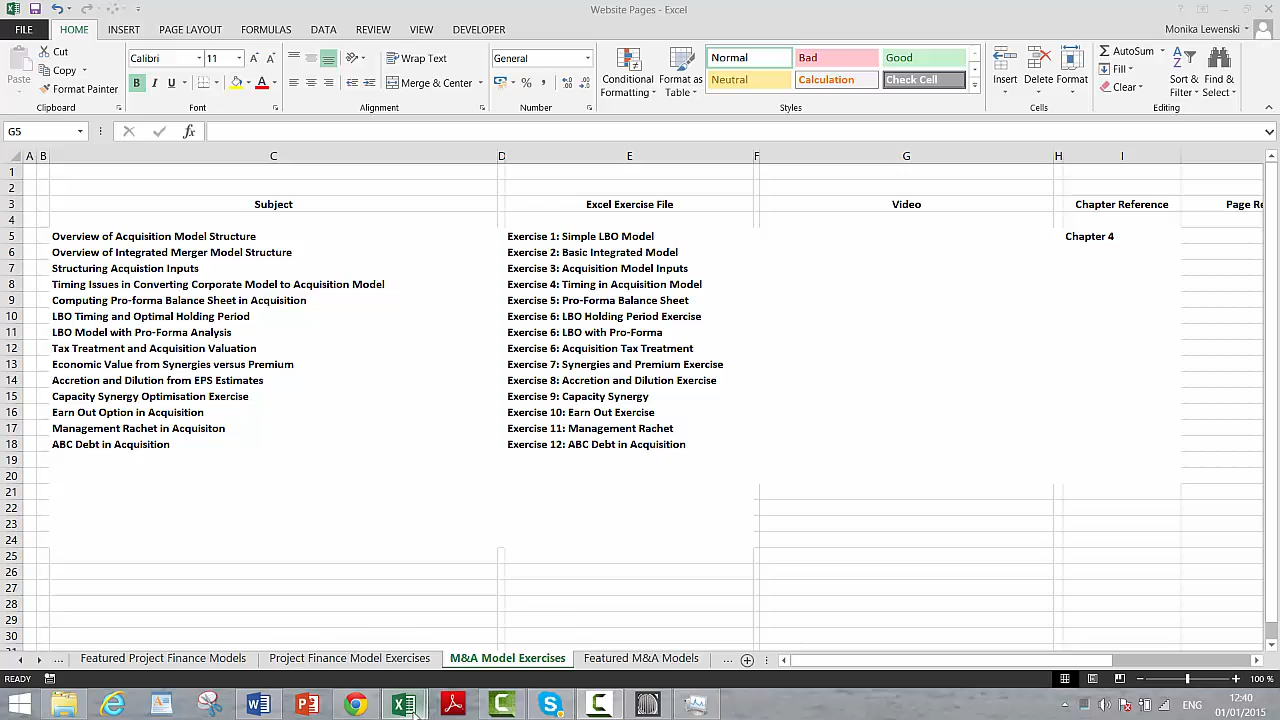 Website Pages - Excel
FILE HOME INSERT PAGE LAYOUT FORMULAS DATA REVIEW VIEW DEVELOPER Monika Lewenski
Paste Cut Copy Format Painter Clipboard
Calibri 11 B I U A Font
Wrap Text Merge & Center Alignment
General % , Number
Conditional Formatting Format as Table
Normal Bad Good
Neutral Calculation Check Cell
Styles
Insert Delete Format Cells
AutoSum Fill Clear Sort & Filter Find & Select Editing
G5 fx
A B C D E F G H I
1
2
3 Subject Excel Exercise File Video Chapter Reference Page Re
4
5 Overview of Acquisition Model Structure Exercise 1: Simple LBO Model Chapter 4
6 Overview of Integrated Merger Model Structure Exercise 2: Basic Integrated Model
7 Structuring Acquistion Inputs Exercise 3: Acquisition Model Inputs
8 Timing Issues in Converting Corporate Model to Acquisition Model Exercise 4: Timing in Acquisition Model
9 Computing Pro-forma Balance Sheet in Acquisition Exercise 5: Pro-Forma Balance Sheet
10 LBO Timing and Optimal Holding Period Exercise 6: LBO Holding Period Exercise
11 LBO Model with Pro-Forma Analysis Exercise 6: LBO with Pro-Forma
12 Tax Treatment and Acquisition Valuation Exercise 6: Acquisition Tax Treatment
13 Economic Value from Synergies versus Premium Exercise 7: Synergies and Premium Exercise
14 Accretion and Dilution from EPS Estimates Exercise 8: Accretion and Dilution Exercise
15 Capacity Synergy Optimisation Exercise Exercise 9: Capacity Synergy
16 Earn Out Option in Acquisition Exercise 10: Earn Out Exercise
17 Management Rachet in Acquisiton Exercise 11: Management Rachet
18 ABC Debt in Acquisition Exercise 12: ABC Debt in Acquisition
19
20
21
22
23
24
25
26
27
28
29
30
... Featured Project Finance Models Project Finance Model Exercises M&A Model Exercises Featured M&A Models ...
READY 100 %
ENG 12:40
01/01/2015